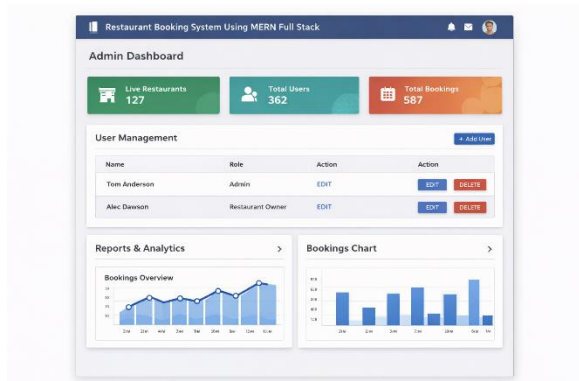 Restaurant Booking System Using MERN Full Stack
Admin Dashboard
Live Restaurants
127
Total Users
362
Total Bookings
587
User Management
+ Add User
Name Role Action Action
Tom Anderson Admin EDIT EDIT DELETE
Alec Dawson Restaurant Owner EDIT EDIT DELETE
Reports & Analytics >
Bookings Overview
Bookings Chart >